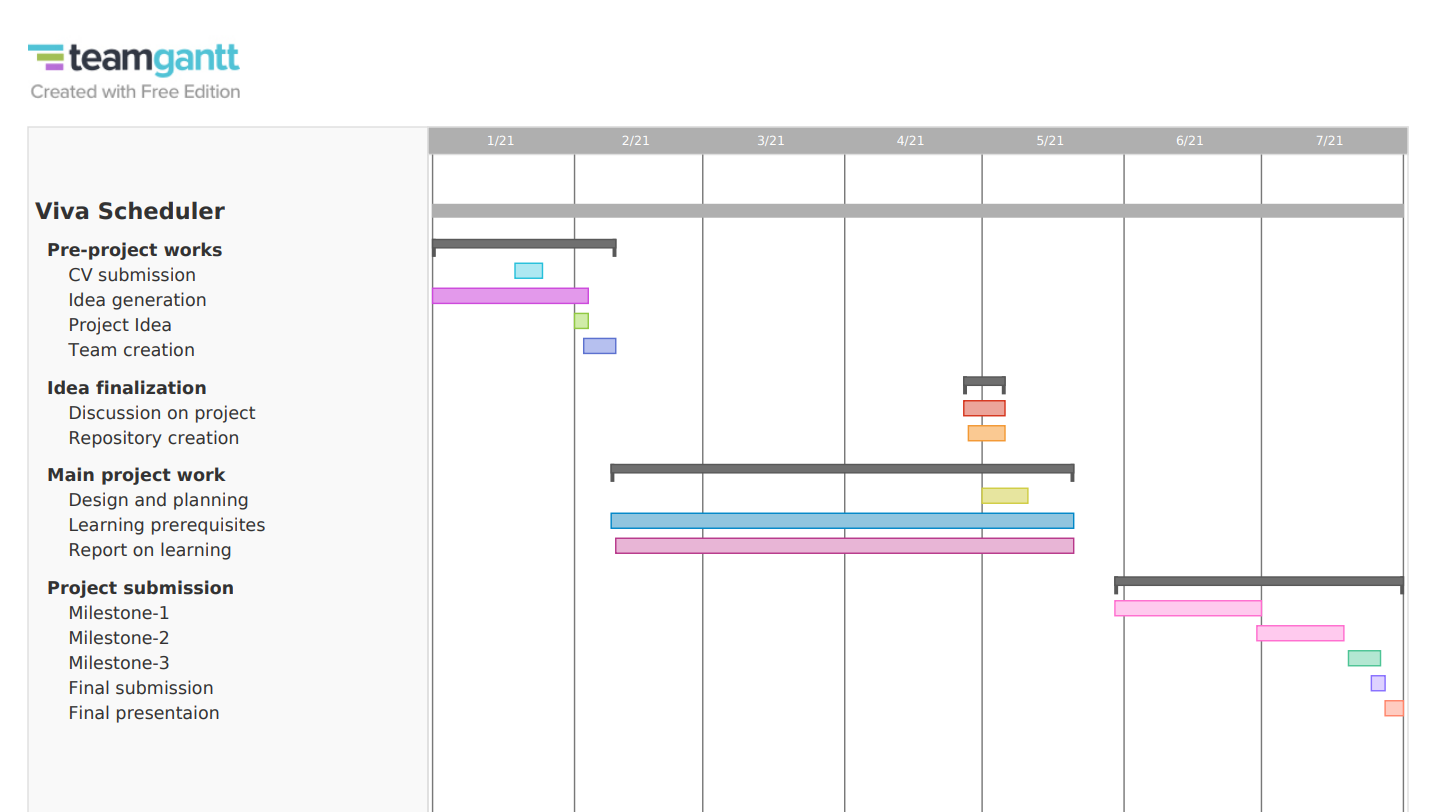 teamgantt
Created with Free Edition
1/21 2/21 3/21 4/21 5/21 6/21 7/21
Viva Scheduler
Pre-project works
CV submission
Idea generation
Project Idea
Team creation
Idea finalization
Discussion on project
Repository creation
Main project work
Design and planning
Learning prerequisites
Report on learning
Project submission
Milestone-1
Milestone-2
Milestone-3
Final submission
Final presentaion